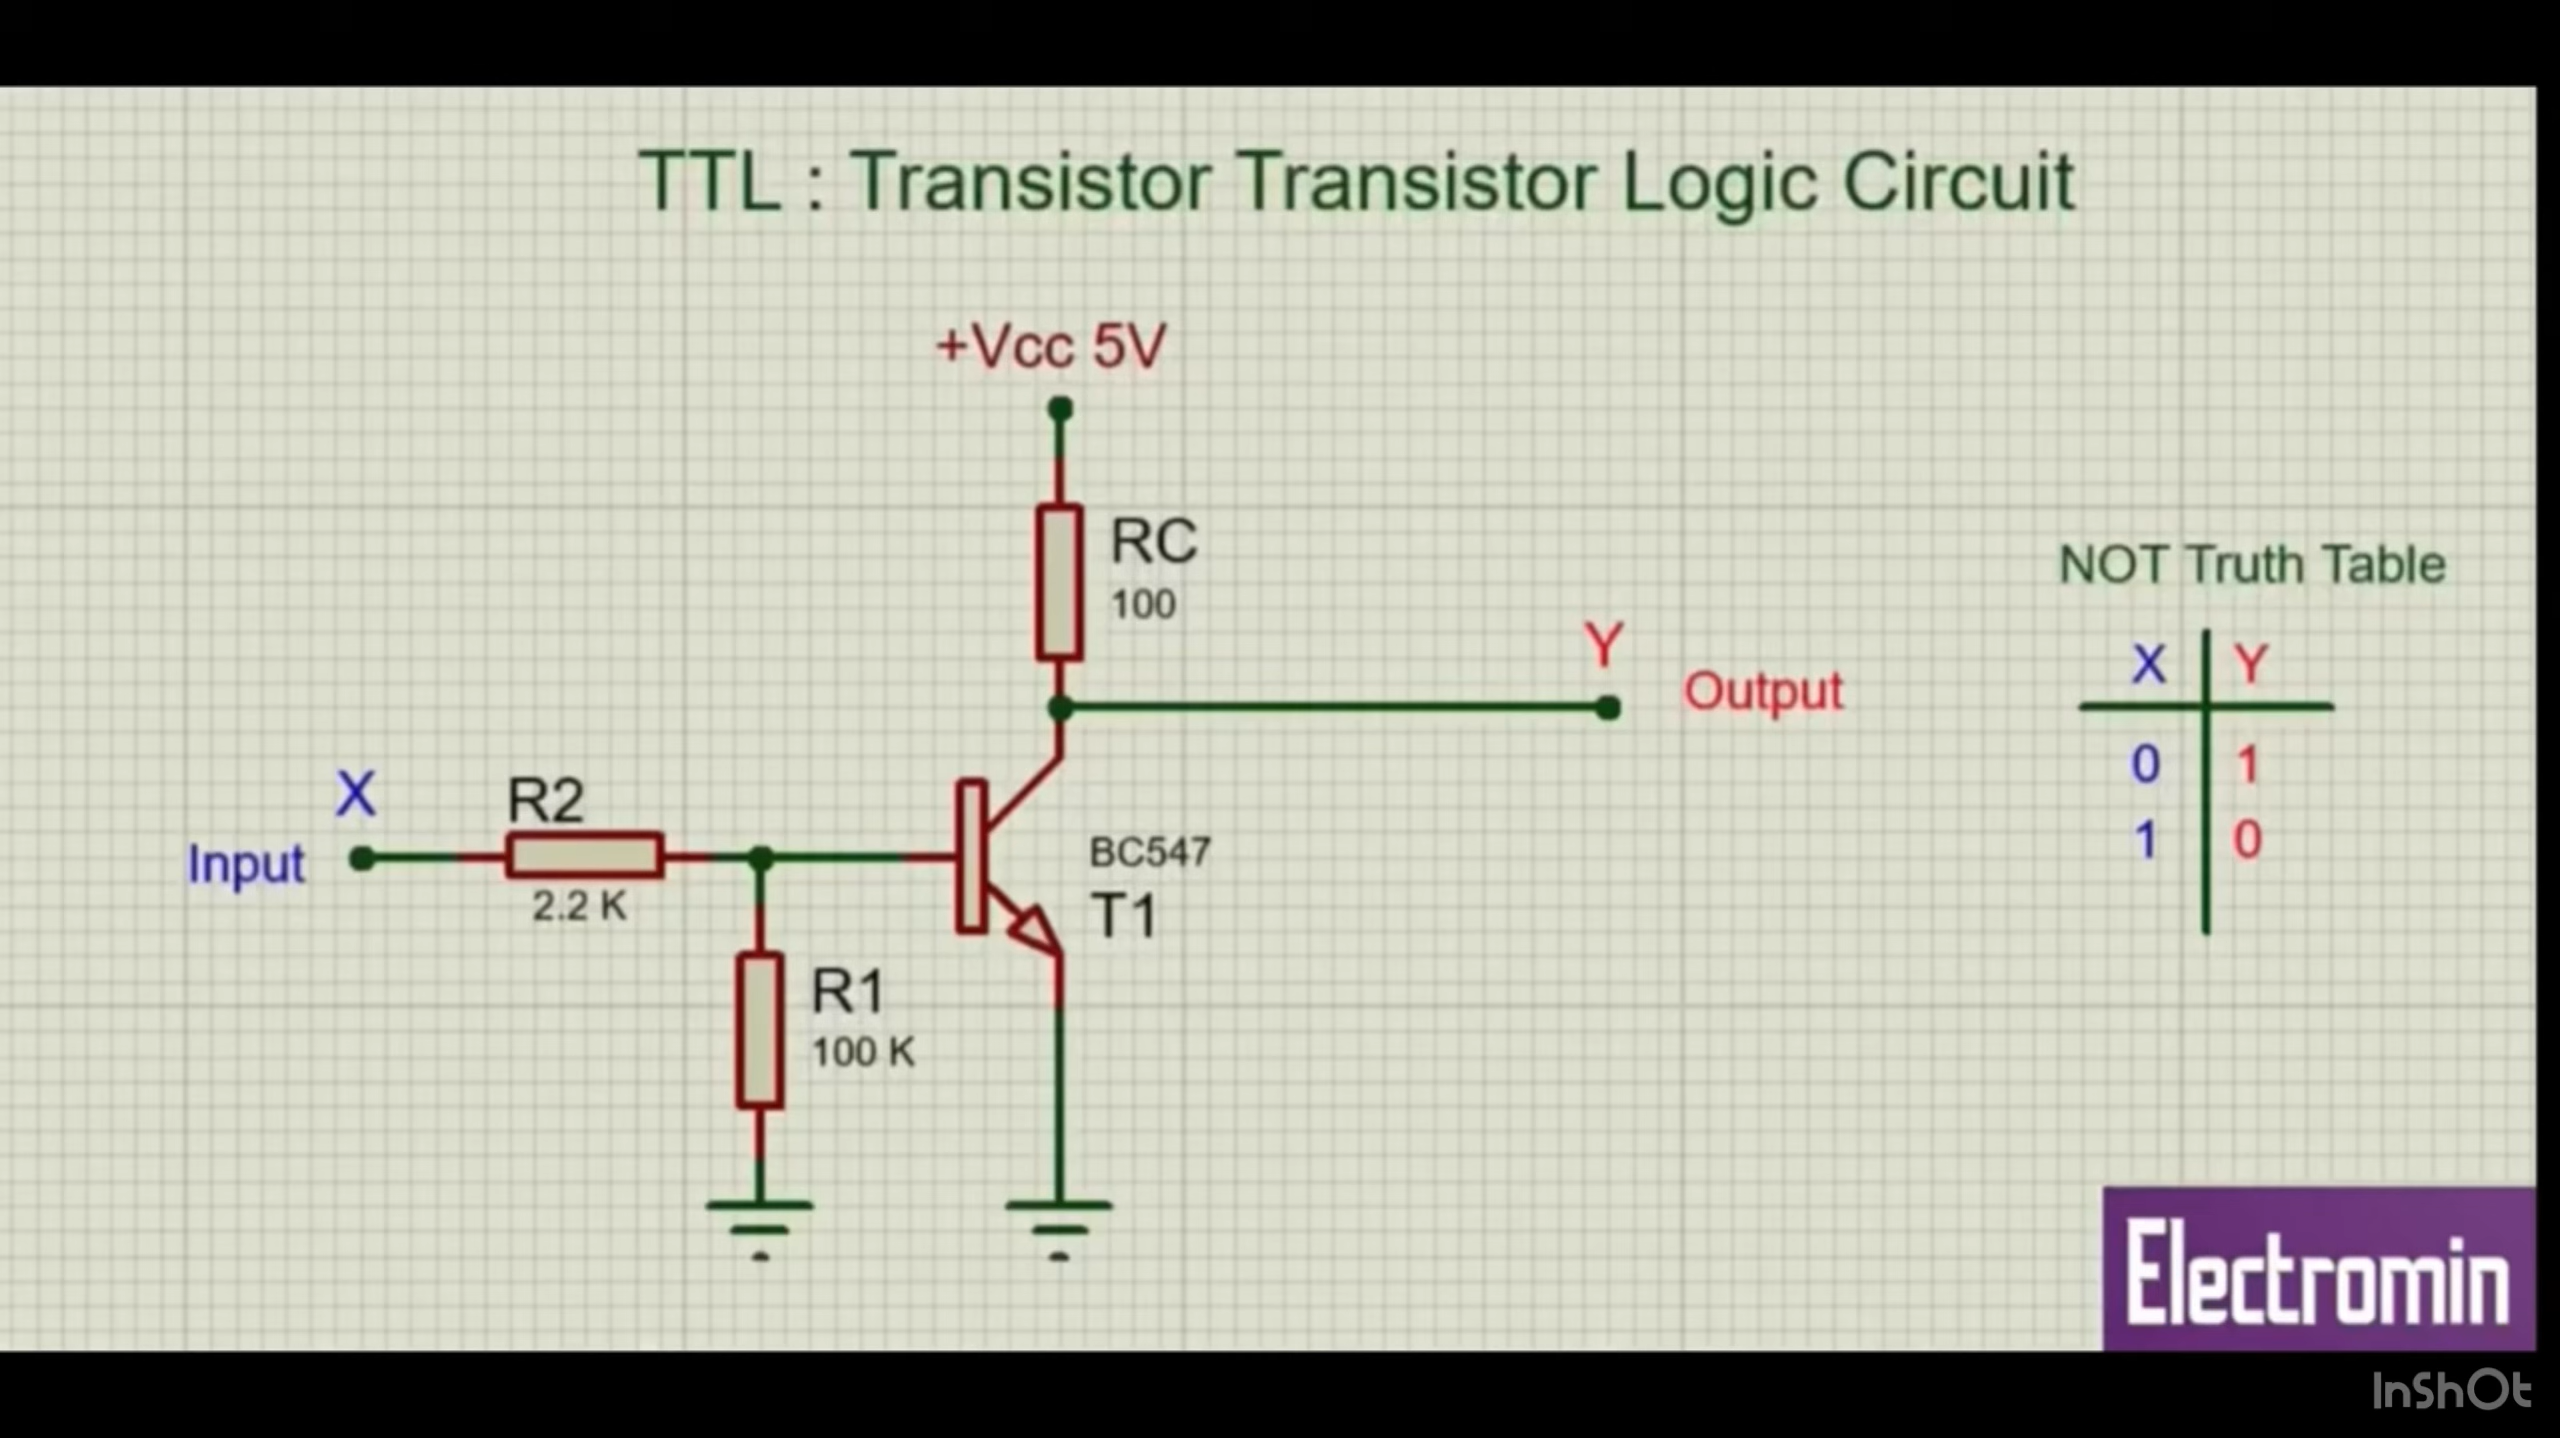 TTL : Transistor Transistor Logic Circuit
+Vcc 5V
RC
100
NOT Truth Table
Y
Output
X Y
0 1
1 0
X
Input
R2
2.2 K
BC547
T1
R1
100 K
Electromin
InShOt